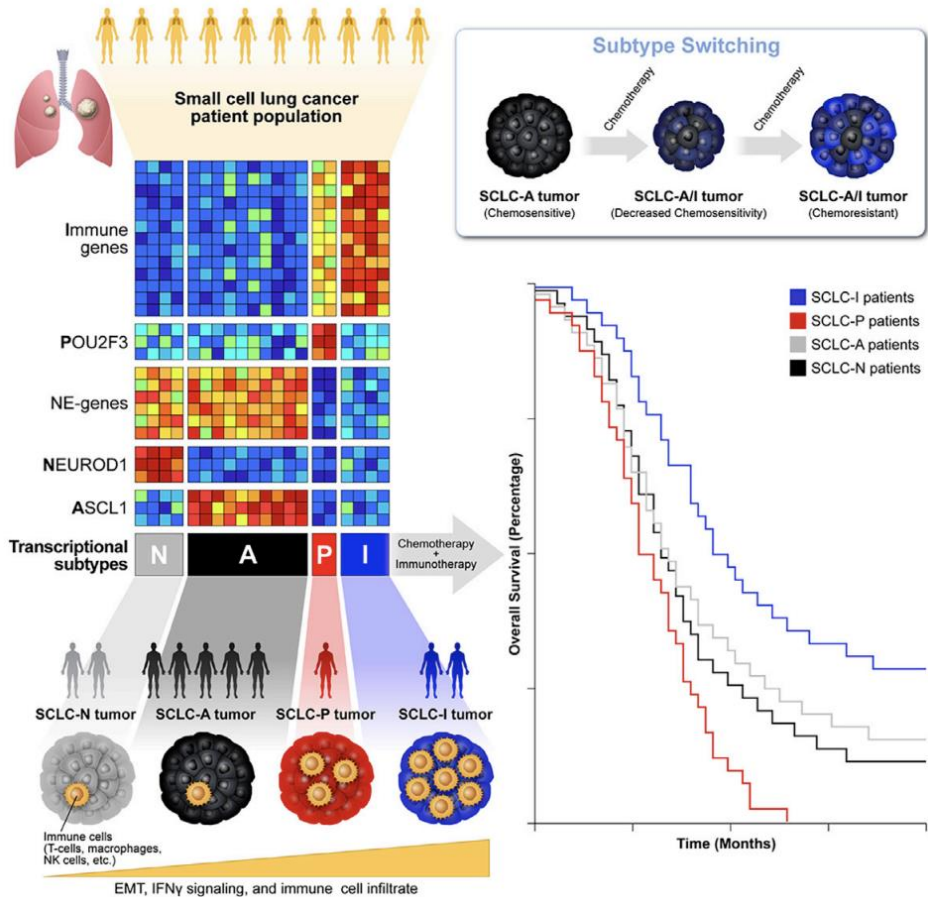 Small cell lung cancer
patient population
Immune
genes
POU2F3
NE-genes
NEUROD1
ASCL1
Transcriptional
subtypes
N
A
P
I
Chemotherapy
+
Immunotherapy
SCLC-N tumor
SCLC-A tumor
SCLC-P tumor
SCLC-I tumor
Immune cells
(T-cells, macrophages,
NK cells, etc.)
EMT, IFNγ signaling, and immune cell infiltrate
Subtype Switching
Chemotherapy
Chemotherapy
SCLC-A tumor
(Chemosensitive)
SCLC-A/I tumor
(Decreased Chemosensitivity)
SCLC-A/I tumor
(Chemoresistant)
SCLC-I patients
SCLC-P patients
SCLC-A patients
SCLC-N patients
Overall Survival (Percentage)
Time (Months)